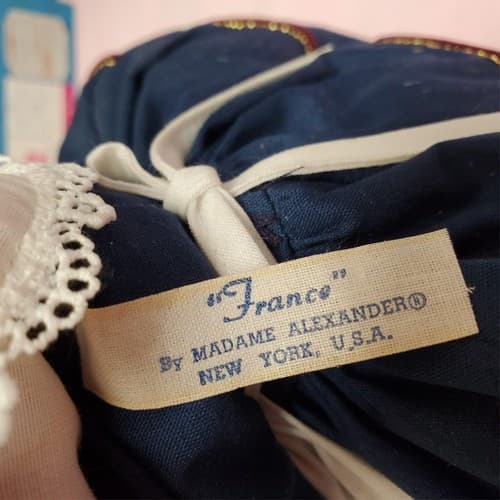 "France"
By MADAME ALEXANDER®
NEW YORK, U.S.A.